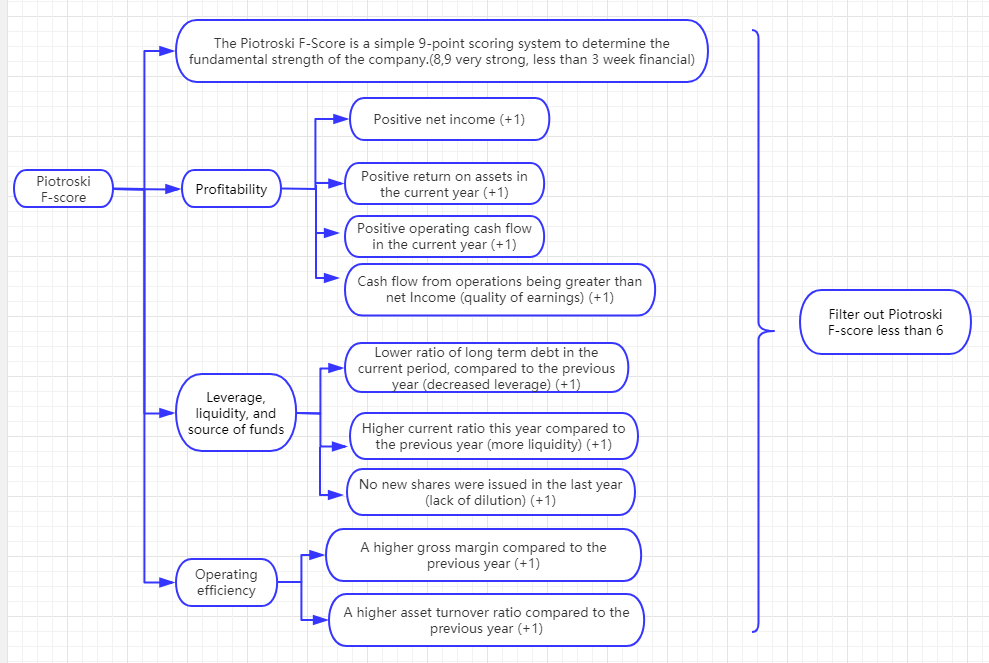 The Piotroski F-Score is a simple 9-point scoring system to determine the
fundamental strength of the company.(8,9 very strong, less than 3 week financial)
Piotroski
F-score
Profitability
Positive net income (+1)
Positive return on assets in
the current year (+1)
Positive operating cash flow
in the current year (+1)
Cash flow from operations being greater than
net Income (quality of earnings) (+1)
Leverage,
liquidity, and
source of funds
Lower ratio of long term debt in the
current period, compared to the previous
year (decreased leverage) (+1)
Higher current ratio this year compared to
the previous year (more liquidity) (+1)
No new shares were issued in the last year
(lack of dilution) (+1)
Operating
efficiency
A higher gross margin compared to the
previous year (+1)
A higher asset turnover ratio compared to the
previous year (+1)
Filter out Piotroski
F-score less than 6